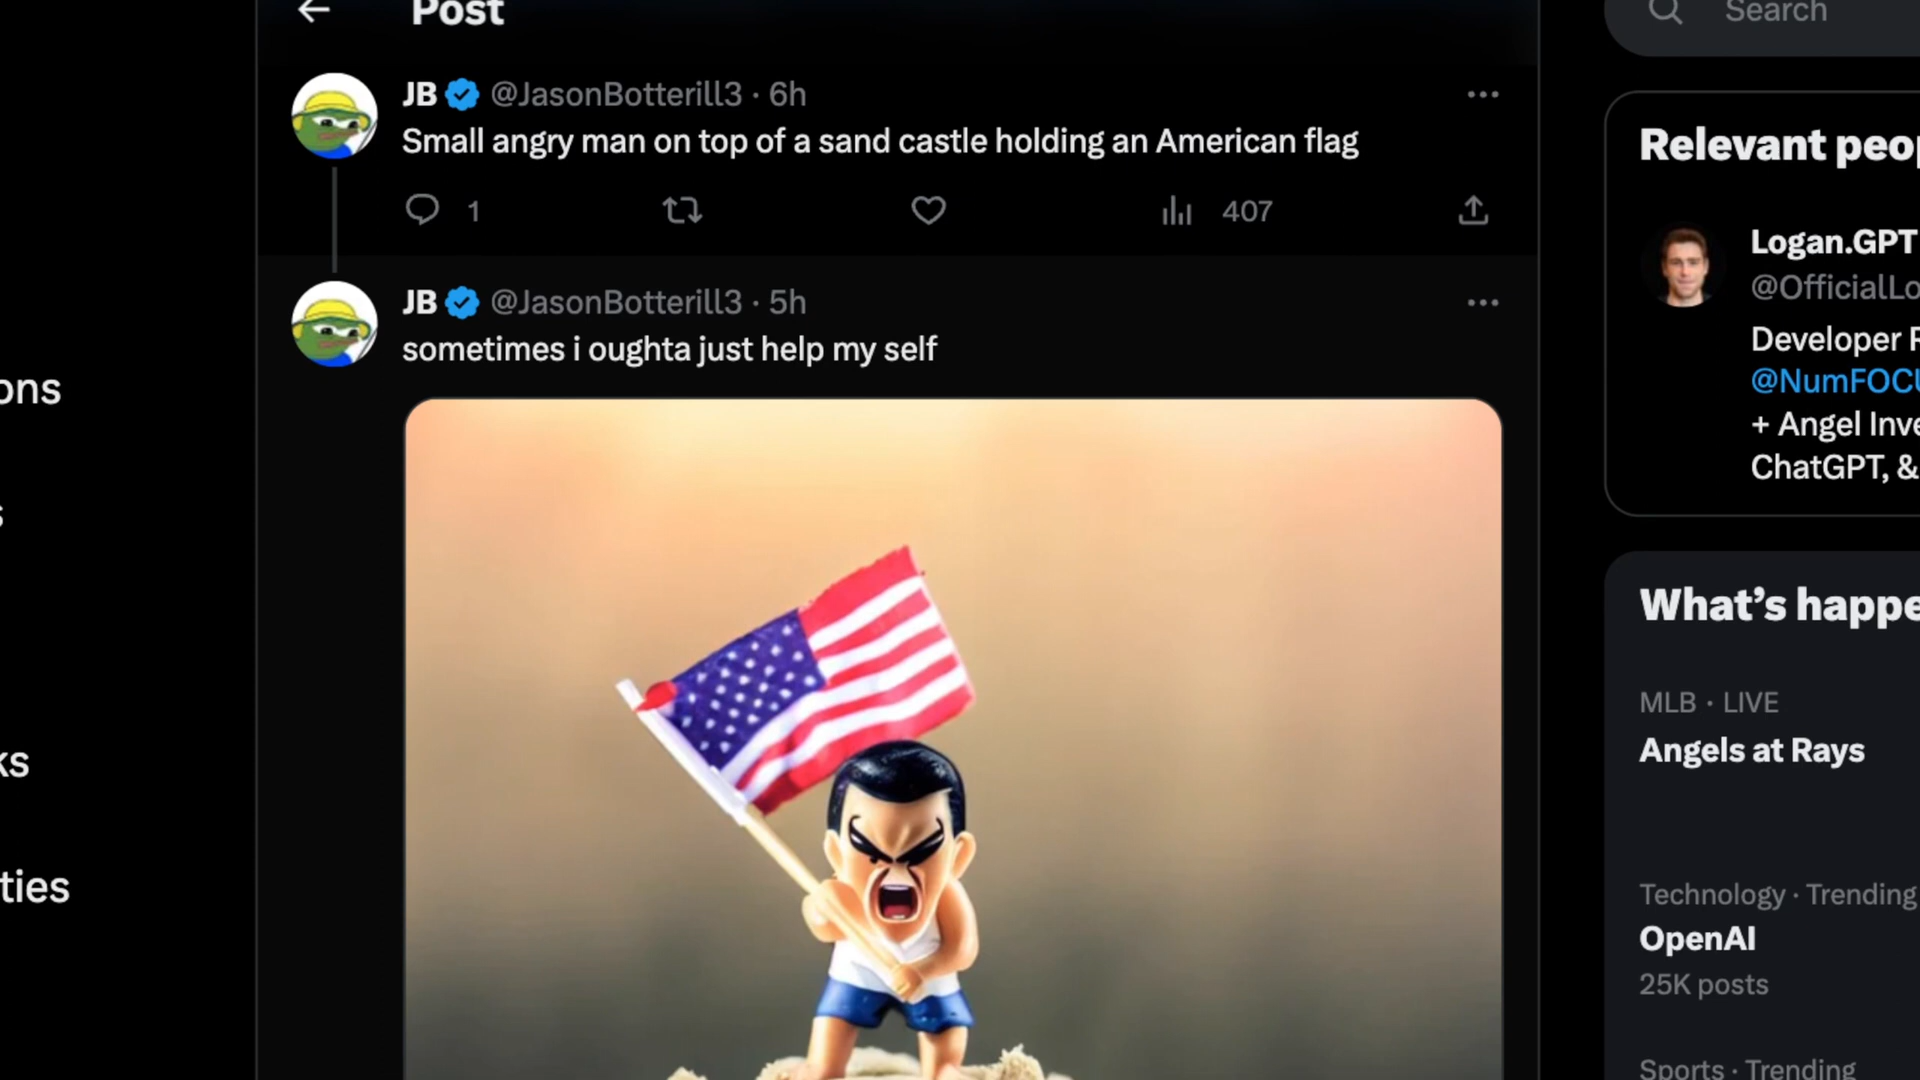 Post
Search
JB @JasonBotterill3 · 6h
Small angry man on top of a sand castle holding an American flag
1
407
JB @JasonBotterill3 · 5h
sometimes i oughta just help my self
ons
s
ks
ties
Relevant peop
Logan.GPT
@OfficialLo
Developer R
@NumFOCU
+ Angel Inve
ChatGPT, &
What's happe
MLB · LIVE
Angels at Rays
Technology · Trending
OpenAI
25K posts
Sports · Trending